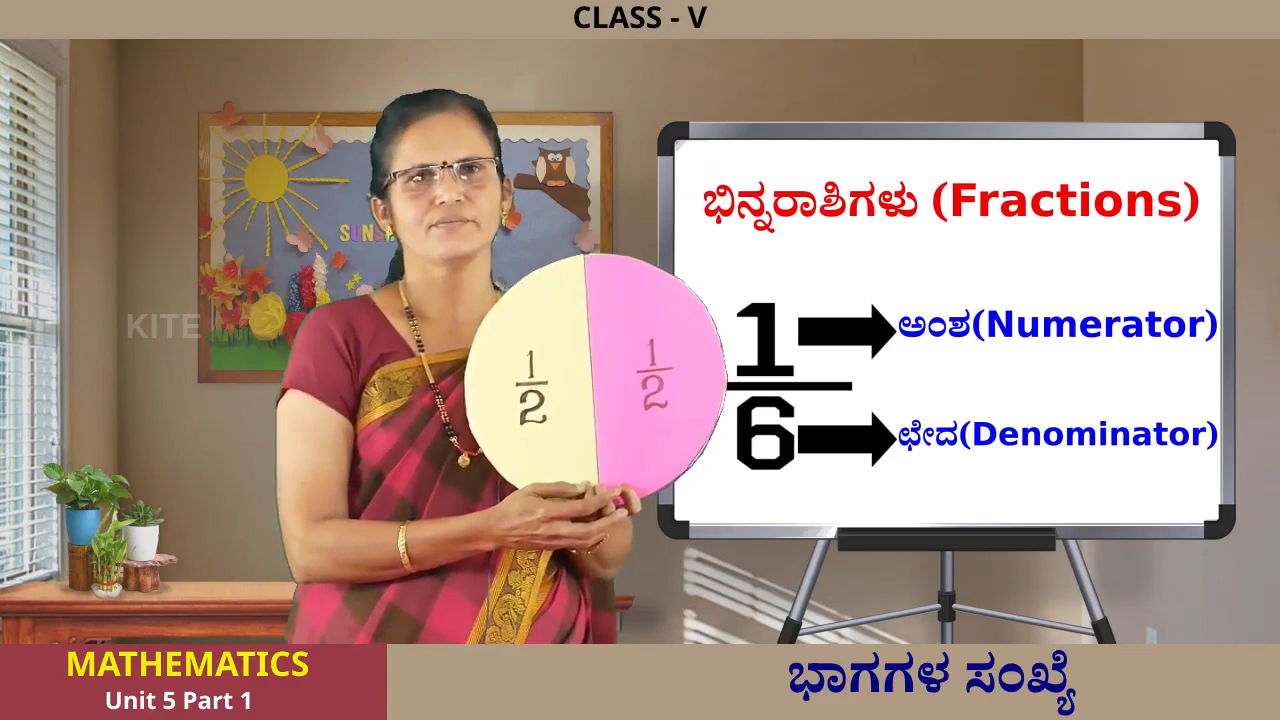 CLASS - V
ಭಿನ್ನರಾಶಿಗಳು (Fractions)
KITE
1
2
1
2
1
6
ಅಂಶ(Numerator)
ಛೇದ(Denominator)
MATHEMATICS
Unit 5 Part 1
ಭಾಗಗಳ ಸಂಖ್ಯೆ